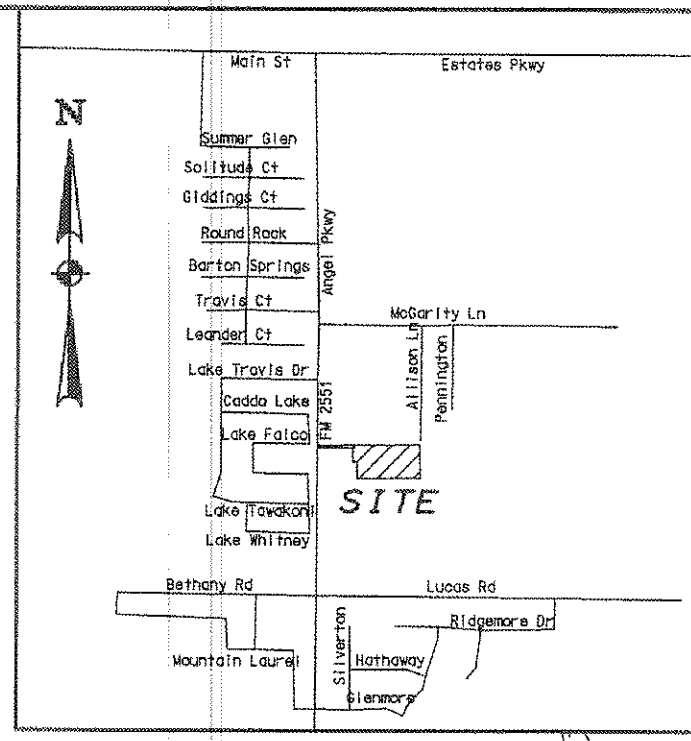 Main St
Estates Pkwy
N
Summer Glen
Solitude Ct
Giddings Ct
Round Rock
Angel Pkwy
Barton Springs
Travis Ct
McGarity Ln
Leander Ct
Allison Ln
Pennington
Lake Travis Dr
Caddo Lake
FM 2551
Lake Falco
SITE
Lake Tawakoni
Lake Whitney
Bethany Rd
Lucas Rd
Ridgemore Dr
Silverton
Mountain Laurel
Hathaway
Glenmore